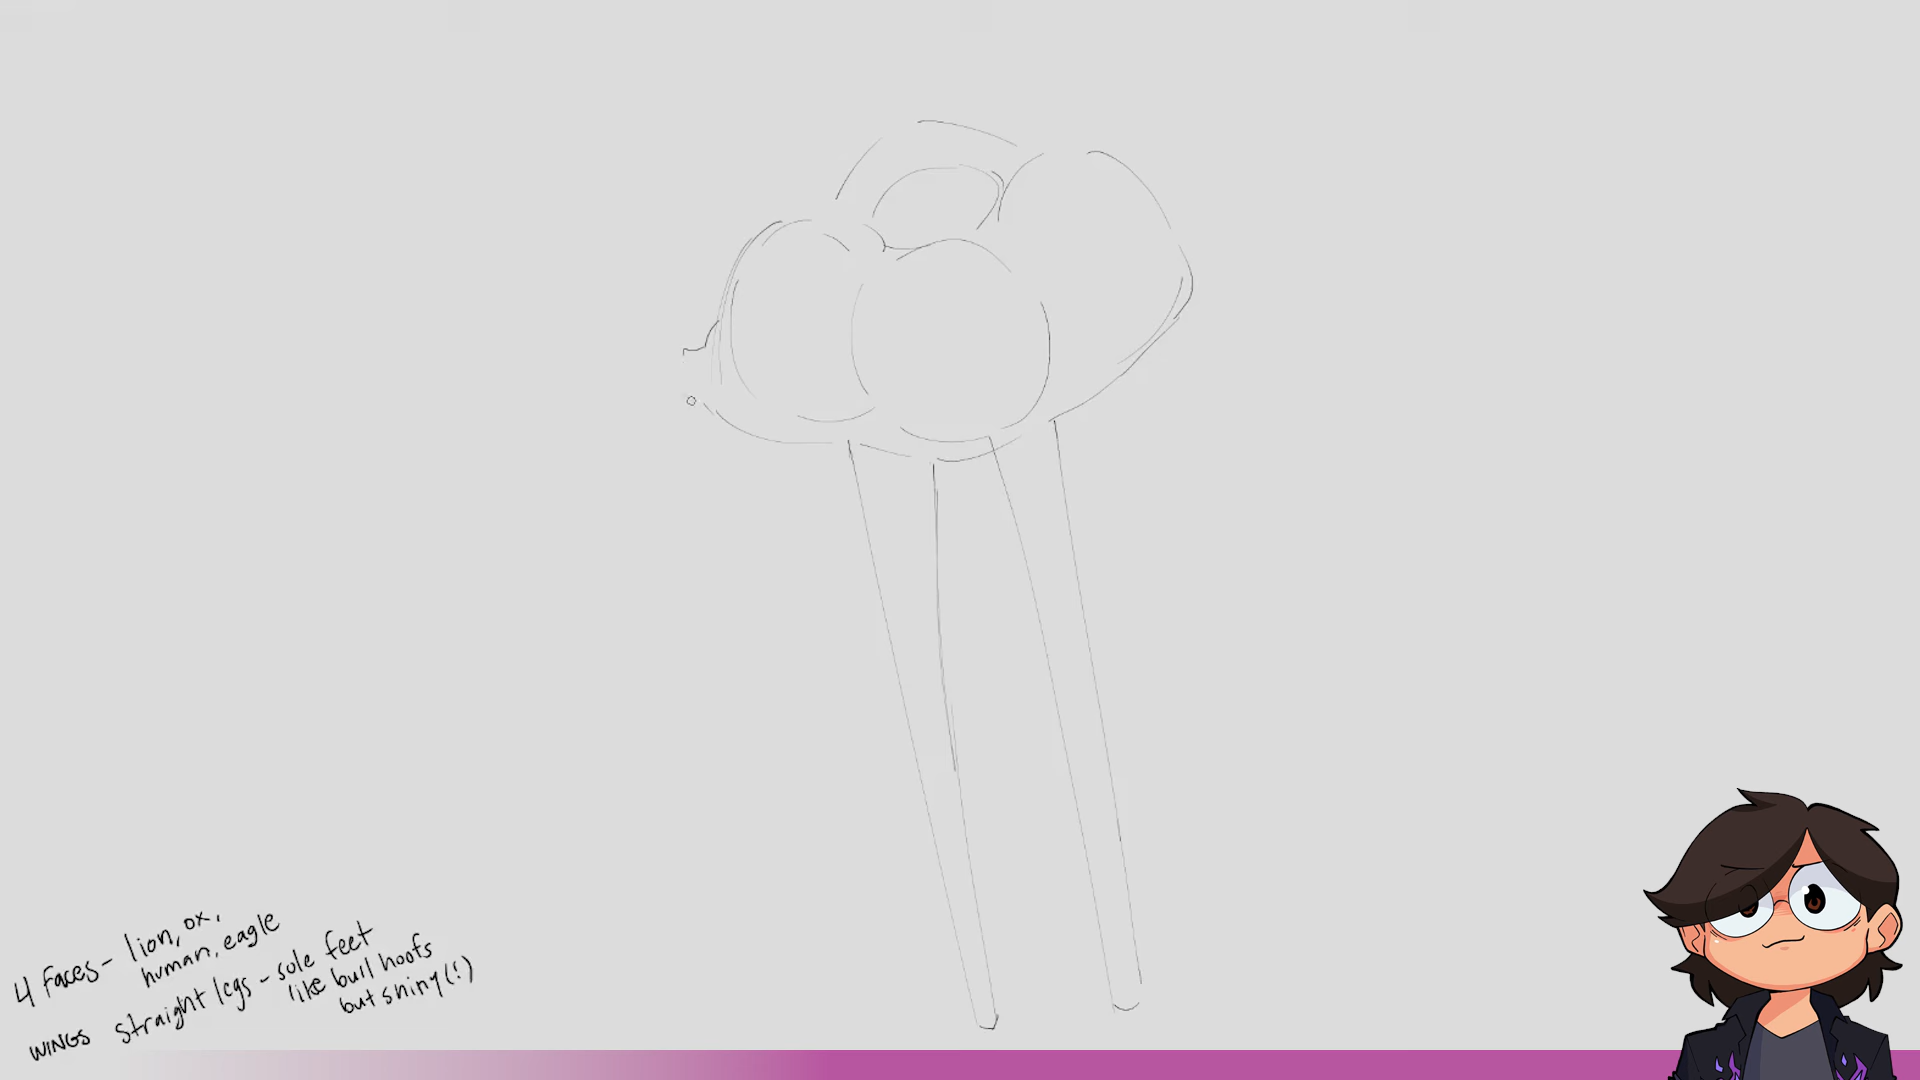 4 faces - lion, ox,
human, eagle
straight legs - sole feet
like bull hoofs
but shiny (!)
WINGS